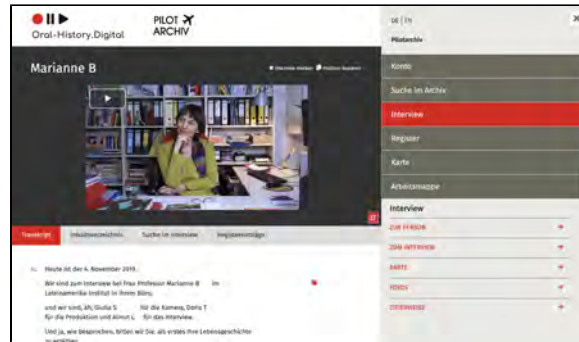 Oral-History.Digital
PILOT
ARCHIV
DE | EN
Pilotarchiv
Marianne B
Konto
Suche im Archiv
Interview
Register
Karte
Arbeitsmappe
Interview
ZUR PERSON
ZUM INTERVIEW
KARTE
FOTOS
ZITIERWEISE
Transkript
Inhaltsverzeichnis
Suche im Interview
Registereinträge
Heute ist der 4. November 2019.
Wir sind zum Interview bei Frau Professor Marianne B im
Lateinamerika-Institut in ihrem Büro,
und wir sind, äh, Giulia S für die Kamera, Doris T
für die Produktion und Almut L für das Interview.
Und ja, wie besprochen, bitten wir Sie, als erstes Ihre Lebensgeschichte
zu erzählen